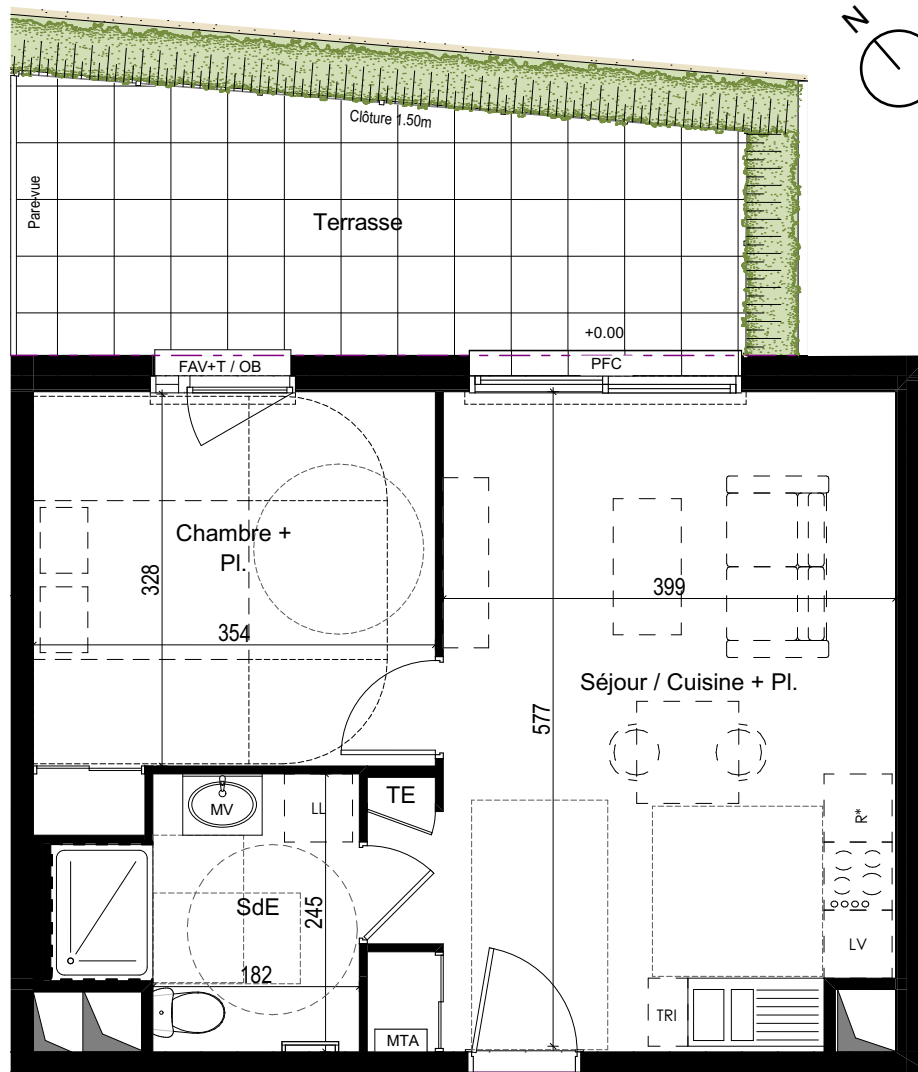 N
Clôture 1.50m
Pare-vue
Terrasse
+0.00
FAV+T / OB
PFC
Chambre +
Pl.
328
354
399
Séjour / Cuisine + Pl.
577
MV
LL
TE
R*
SdE
245
182
LV
TRI
MTA